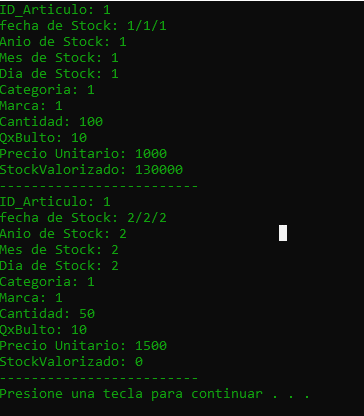 ID_Articulo: 1
fecha de Stock: 1/1/1
Anio de Stock: 1
Mes de Stock: 1
Dia de Stock: 1
Categoria: 1
Marca: 1
Cantidad: 100
QxBulto: 10
Precio Unitario: 1000
StockValorizado: 130000
-------------------------
ID_Articulo: 1
fecha de Stock: 2/2/2
Anio de Stock: 2
Mes de Stock: 2
Dia de Stock: 2
Categoria: 1
Marca: 1
Cantidad: 50
QxBulto: 10
Precio Unitario: 1500
StockValorizado: 0
-------------------------
Presione una tecla para continuar . . .